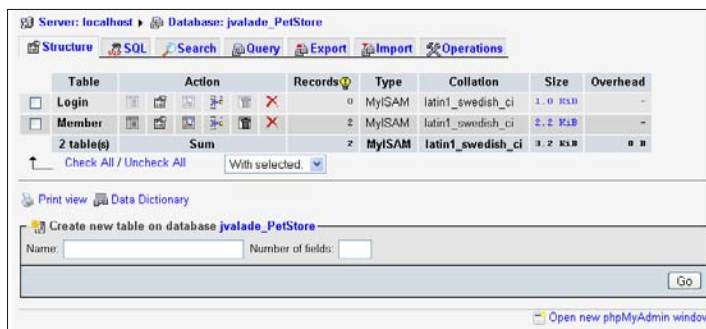 Server: localhost ▸ Database: jvalade_PetStore
Structure SQL Search Query Export Import Operations
Table Action Records Type Collation Size Overhead
Login 0 MyISAM latin1_swedish_ci 1.0 KiB -
Member 2 MyISAM latin1_swedish_ci 2.2 KiB -
2 table(s) Sum 2 MyISAM latin1_swedish_ci 3.2 KiB 0 B
Check All / Uncheck All With selected:
Print view Data Dictionary
Create new table on database jvalade_PetStore
Name: Number of fields:
Go
Open new phpMyAdmin window